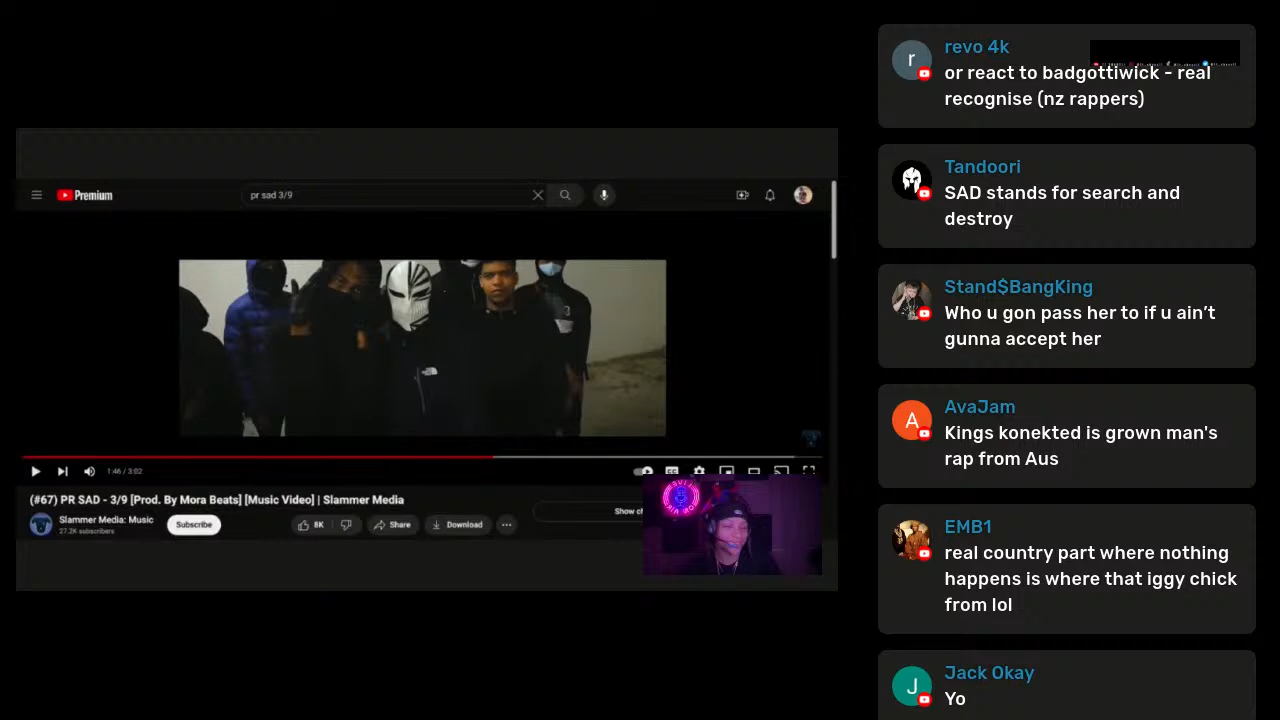 Premium
pr sad 3/9
1:46 / 3:02
(#67) PR SAD - 3/9 [Prod. By Mora Beats] [Music Video] | Slammer Media
Slammer Media: Music
27.2K subscribers
Subscribe
8K
Share
Download
Show ch
r
revo 4k
or react to badgottiwick - real
recognise (nz rappers)
Tandoori
SAD stands for search and
destroy
Stand$BangKing
Who u gon pass her to if u ain’t
gunna accept her
A
AvaJam
Kings konekted is grown man's
rap from Aus
EMB1
real country part where nothing
happens is where that iggy chick
from lol
J
Jack Okay
Yo